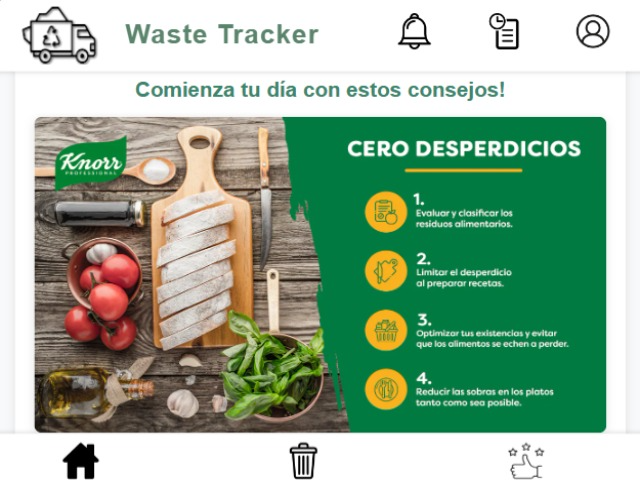 Waste Tracker
Comienza tu día con estos consejos!
Knorr
PROFESSIONAL
CERO DESPERDICIOS
1.
Evaluar y clasificar los
residuos alimentarios.
2.
Limitar el desperdicio
al preparar recetas.
3.
Optimizar tus existencias y evitar
que los alimentos se echen a perder.
4.
Reducir las sobras en los platos
tanto como sea posible.